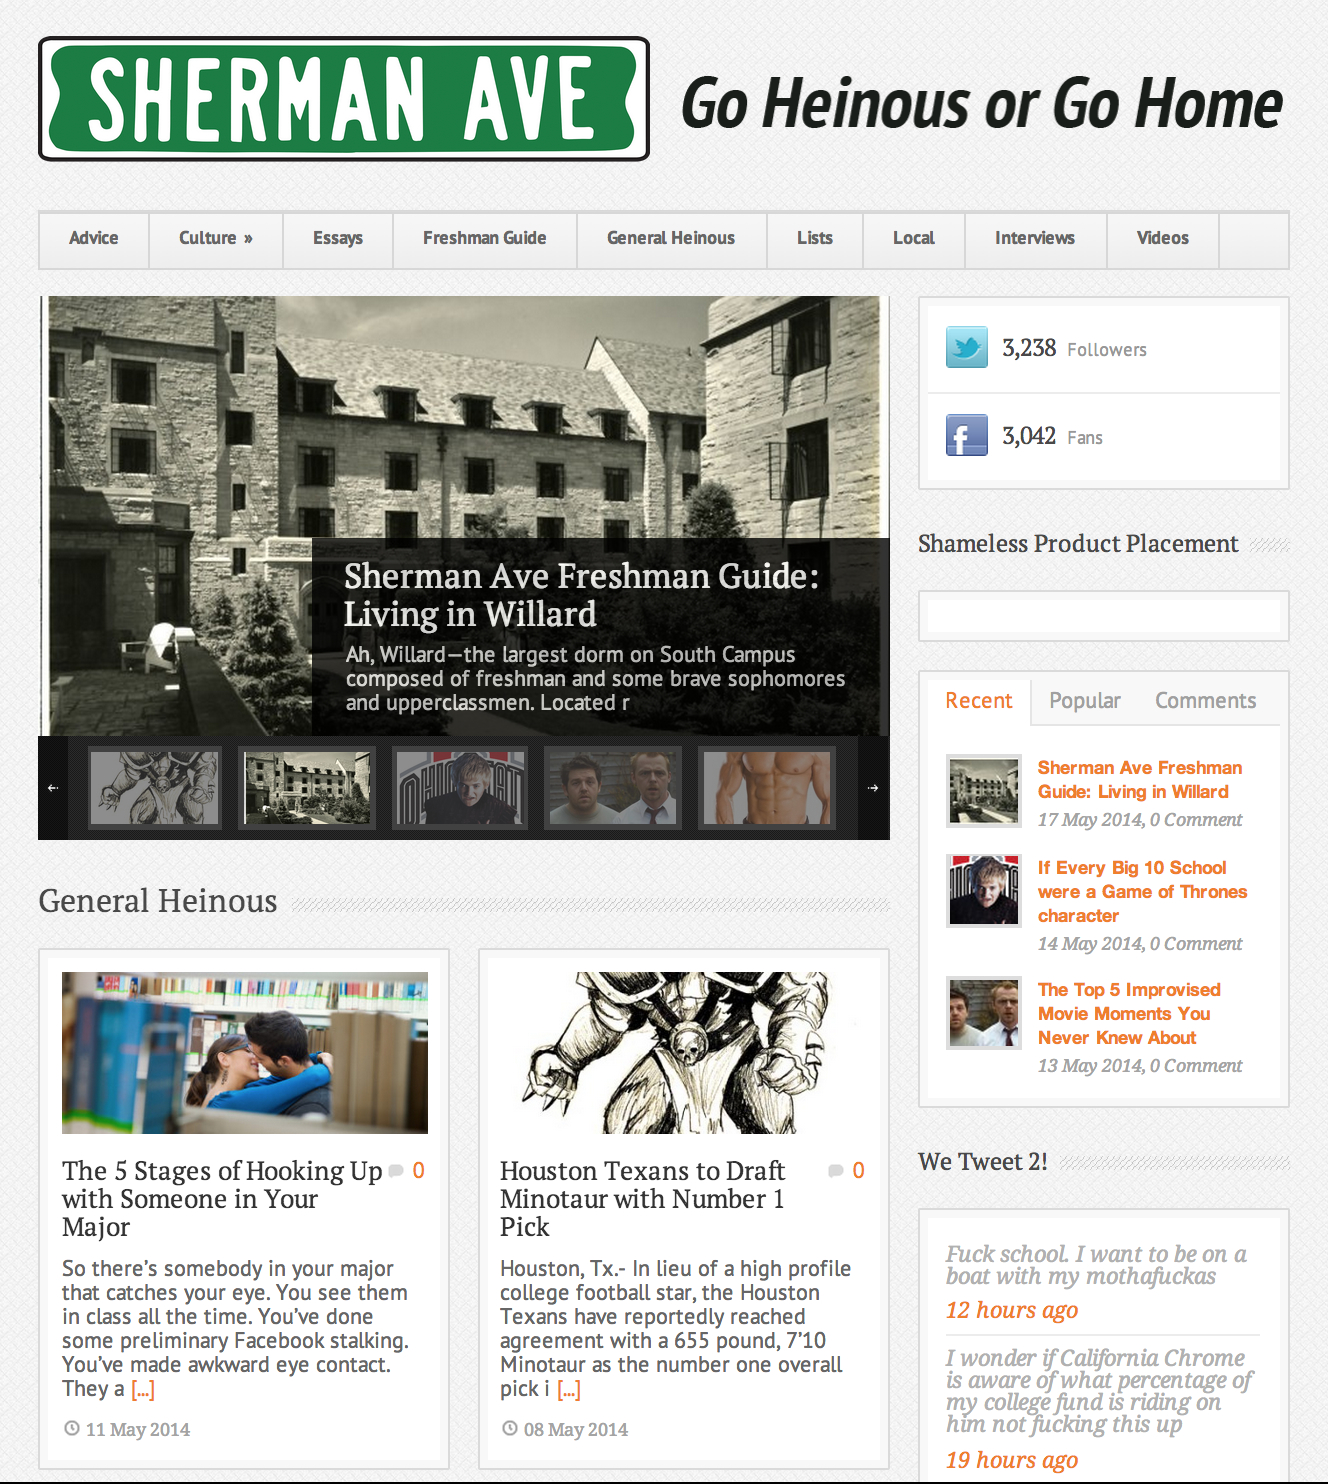 SHERMAN AVE
Go Heinous or Go Home
Advice
Culture »
Essays
Freshman Guide
General Heinous
Lists
Local
Interviews
Videos
Sherman Ave Freshman Guide:
Living in Willard
Ah, Willard—the largest dorm on South Campus
composed of freshman and some brave sophomores
and upperclassmen. Located r
General Heinous
The 5 Stages of Hooking Up
with Someone in Your
Major
0
So there's somebody in your major
that catches your eye. You see them
in class all the time. You've done
some preliminary Facebook stalking.
You've made awkward eye contact.
They a [...]
11 May 2014
Houston Texans to Draft
Minotaur with Number 1
Pick
0
Houston, Tx.- In lieu of a high profile
college football star, the Houston
Texans have reportedly reached
agreement with a 655 pound, 7'10
Minotaur as the number one overall
pick i [...]
08 May 2014
3,238 Followers
3,042 Fans
Shameless Product Placement
Recent
Popular
Comments
Sherman Ave Freshman
Guide: Living in Willard
17 May 2014, 0 Comment
If Every Big 10 School
were a Game of Thrones
character
14 May 2014, 0 Comment
The Top 5 Improvised
Movie Moments You
Never Knew About
13 May 2014, 0 Comment
We Tweet 2!
Fuck school. I want to be on a
boat with my mothafuckas
12 hours ago
I wonder if California Chrome
is aware of what percentage of
my college fund is riding on
him not fucking this up
19 hours ago